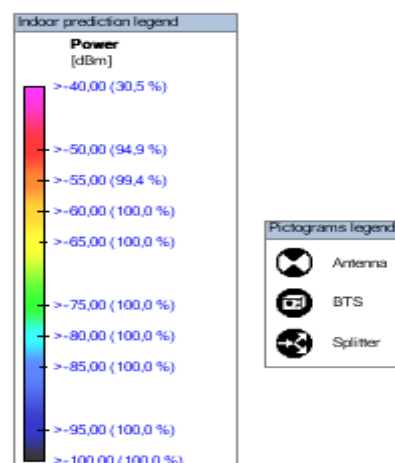 Indoor prediction legend
Power
[dBm]
>-40,00 (30,5 %)
>-50,00 (94,9 %)
>-55,00 (99,4 %)
>-60,00 (100,0 %)
>-65,00 (100,0 %)
>-75,00 (100,0 %)
>-80,00 (100,0 %)
>-85,00 (100,0 %)
>-95,00 (100,0 %)
>-100,00 (100,0 %)
Pictograms legend
Antenna
BTS
Splitter